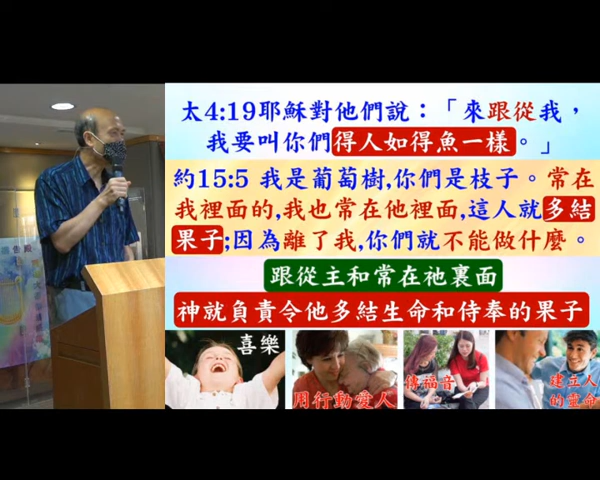 太4:19耶穌對他們說：「來跟從我，
我要叫你們得人如得魚一樣。」
約15:5 我是葡萄樹,你們是枝子。常在
我裡面的,我也常在他裡面,這人就多結
果子;因為離了我,你們就不能做什麼。
跟從主和常在祂裏面
神就負責令他多結生命和侍奉的果子
喜樂
用行動愛人
傳福音
建立人
的靈命